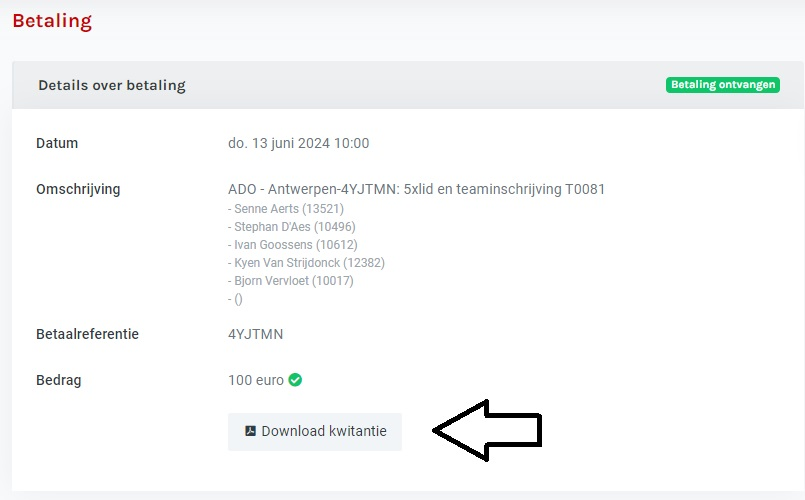 Betaling
Details over betaling Betaling ontvangen
Datum do. 13 juni 2024 10:00
Omschrijving ADO - Antwerpen-4YJTMN: 5xlid en teaminschrijving T0081
- Senne Aerts (13521)
- Stephan D'Aes (10496)
- Ivan Goossens (10612)
- Kyen Van Strijdonck (12382)
- Bjorn Vervloet (10017)
- ()
Betaalreferentie 4YJTMN
Bedrag 100 euro
Download kwitantie